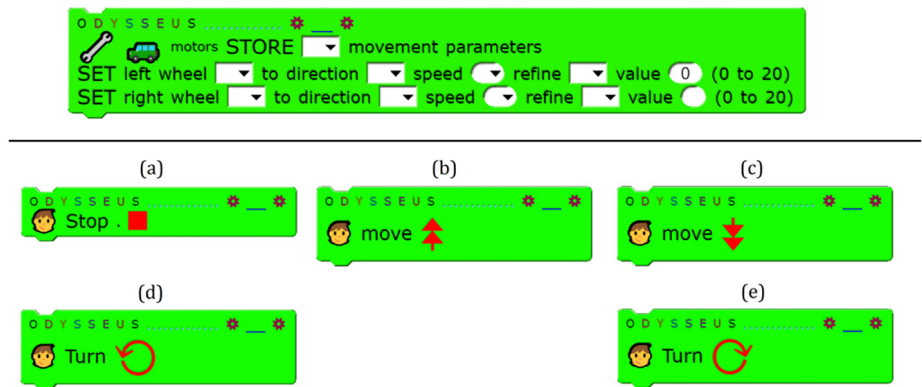 ODYSSEUS
motors STORE movement parameters
SET left wheel to direction speed refine value 0 (0 to 20)
SET right wheel to direction speed refine value (0 to 20)
(a) (b) (c)
ODYSSEUS ODYSSEUS ODYSSEUS
Stop . move move
(d) (e)
ODYSSEUS ODYSSEUS
Turn Turn